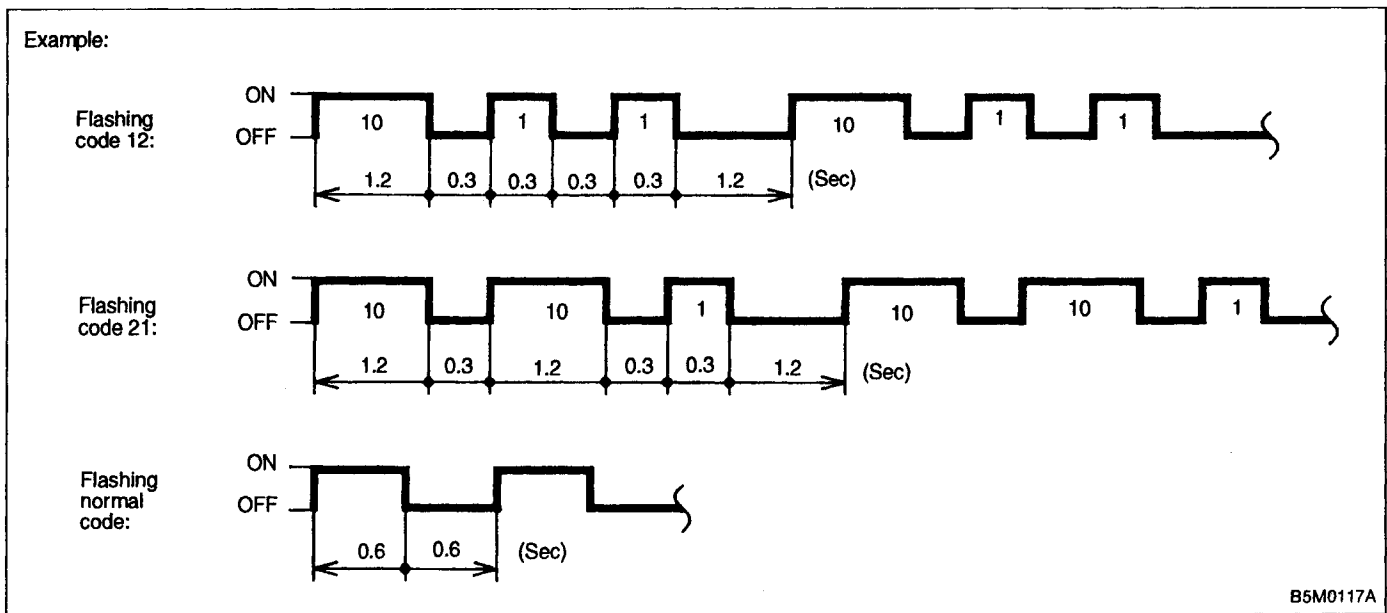 Example:
Flashing
code 12:
ON
OFF
10 1 1 10 1 1
1.2 0.3 0.3 0.3 0.3 1.2 (Sec)
Flashing
code 21:
ON
OFF
10 10 1 10 10 1
1.2 0.3 1.2 0.3 0.3 1.2 (Sec)
Flashing
normal
code:
ON
OFF
0.6 0.6 (Sec)
B5M0117A